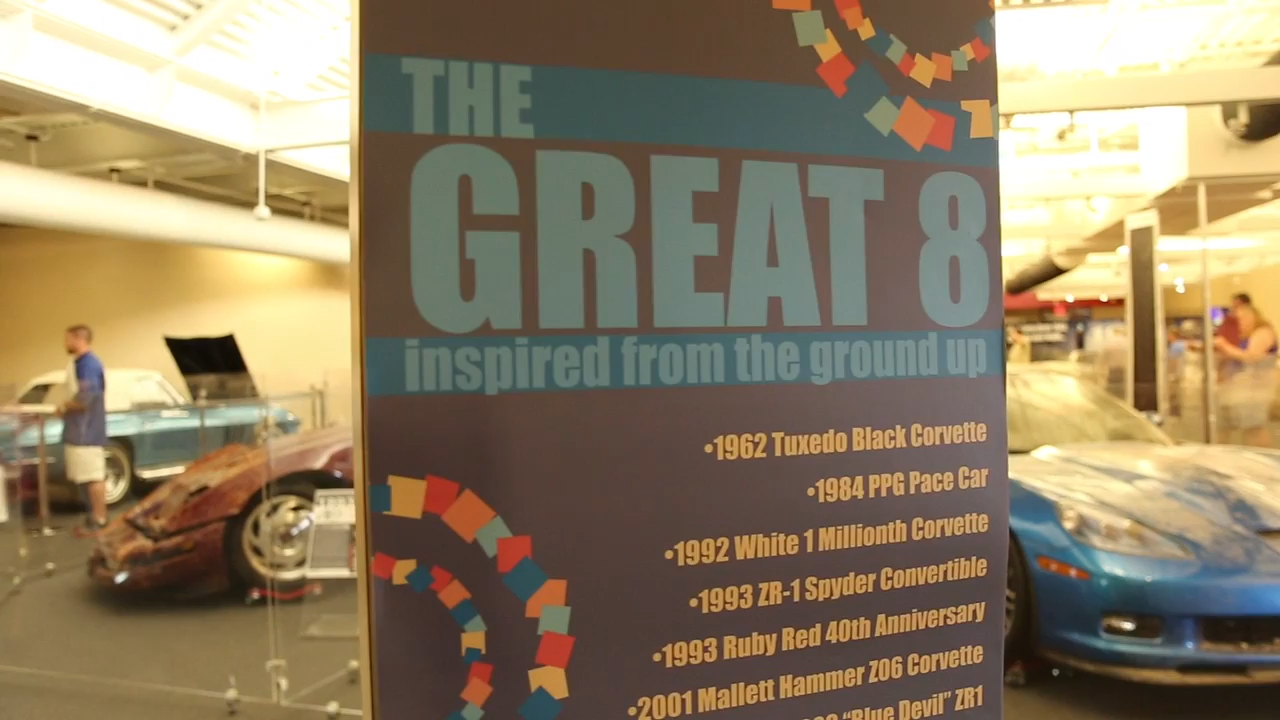 THE
GREAT 8
inspired from the ground up
•1962 Tuxedo Black Corvette
•1984 PPG Pace Car
•1992 White 1 Millionth Corvette
•1993 ZR-1 Spyder Convertible
•1993 Ruby Red 40th Anniversary
•2001 Mallett Hammer Z06 Corvette
"Blue Devil" ZR1